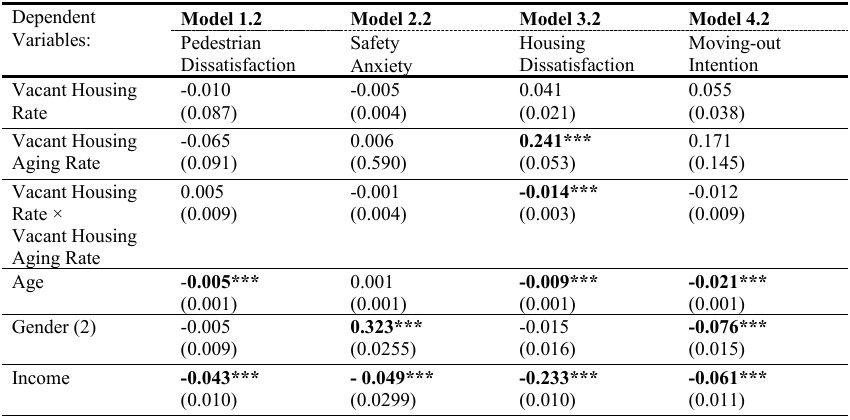 Dependent Model 1.2 Model 2.2 Model 3.2 Model 4.2
Variables: Pedestrian Safety Housing Moving-out
Dissatisfaction Anxiety Dissatisfaction Intention
Vacant Housing -0.010 -0.005 0.041 0.055
Rate (0.087) (0.004) (0.021) (0.038)
Vacant Housing -0.065 0.006 0.241*** 0.171
Aging Rate (0.091) (0.590) (0.053) (0.145)
Vacant Housing 0.005 -0.001 -0.014*** -0.012
Rate × (0.009) (0.004) (0.003) (0.009)
Vacant Housing
Aging Rate
Age -0.005*** 0.001 -0.009*** -0.021***
(0.001) (0.001) (0.001) (0.001)
Gender (2) -0.005 0.323*** -0.015 -0.076***
(0.009) (0.0255) (0.016) (0.015)
Income -0.043*** - 0.049*** -0.233*** -0.061***
(0.010) (0.0299) (0.010) (0.011)